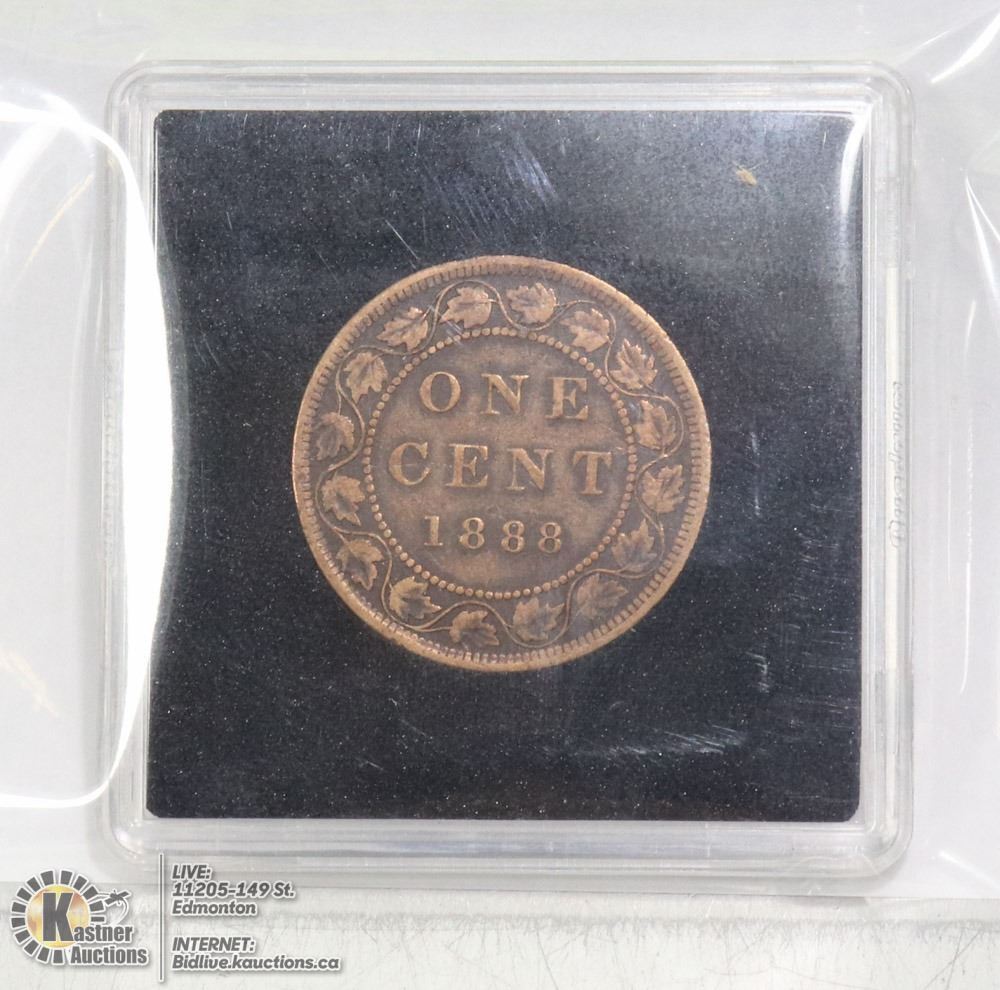 ONE
CENT
1888
Kastner
Auctions
LIVE:
11205-149 St.
Edmonton
INTERNET:
Bidlive.kauctions.ca